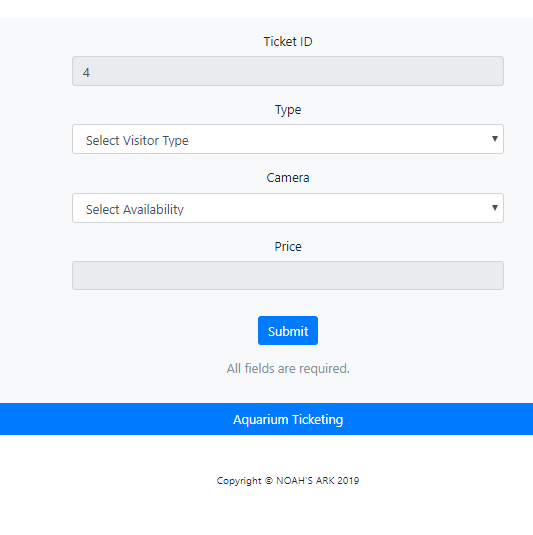 Ticket ID
4
Type
Select Visitor Type
Camera
Select Availability
Price
Submit
All fields are required.
Aquarium Ticketing
Copyright © NOAH'S ARK 2019